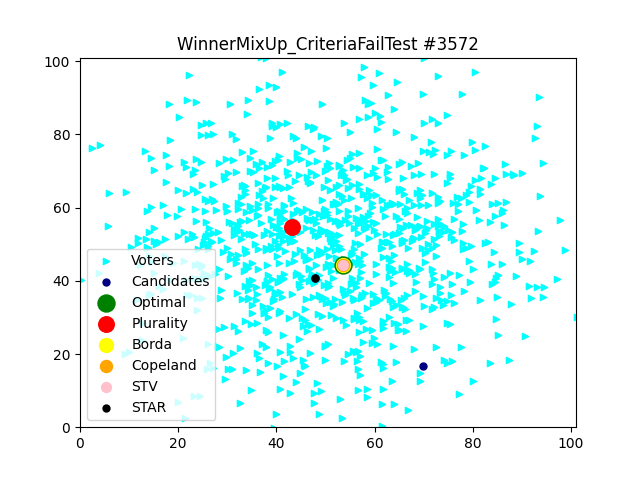 WinnerMixUp_CriteriaFailTest #3572
100
80
60
40
20
0
Voters
Candidates
Optimal
Plurality
Borda
Copeland
STV
STAR
0 20 40 60 80 100